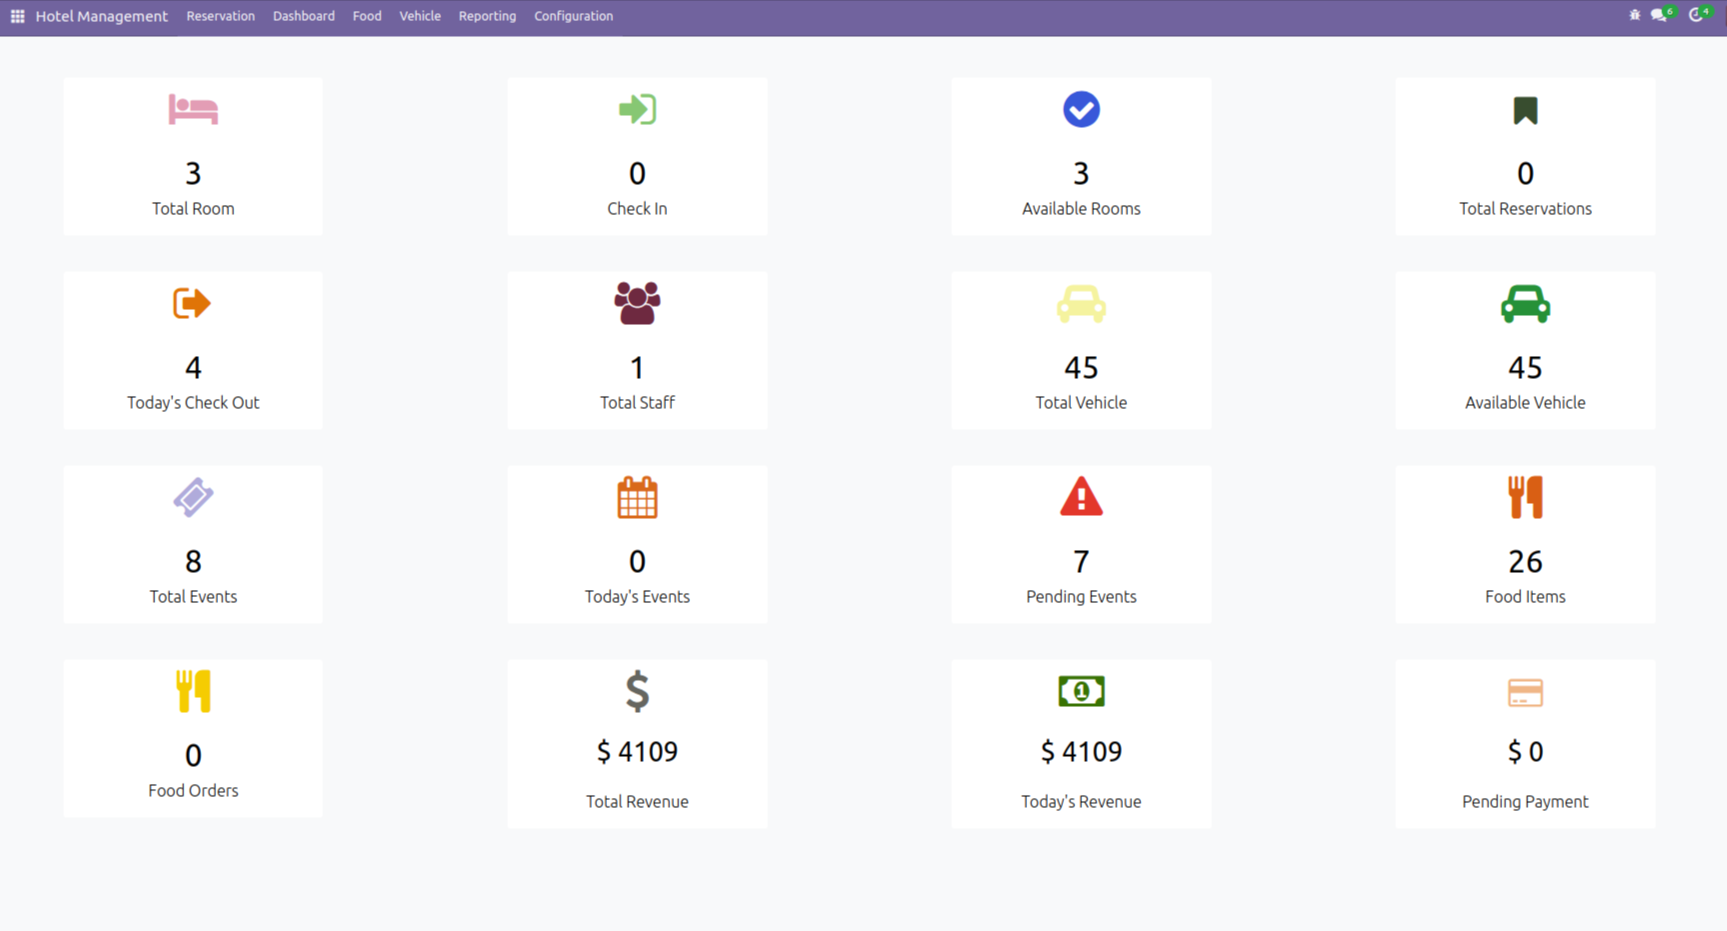 Hotel Management Reservation Dashboard Food Vehicle Reporting Configuration 6 4
3 0 3 0
Total Room Check In Available Rooms Total Reservations
4 1 45 45
Today's Check Out Total Staff Total Vehicle Available Vehicle
8 0 7 26
Total Events Today's Events Pending Events Food Items
1
0 $ 4109 $ 4109 $ 0
Food Orders Total Revenue Today's Revenue Pending Payment